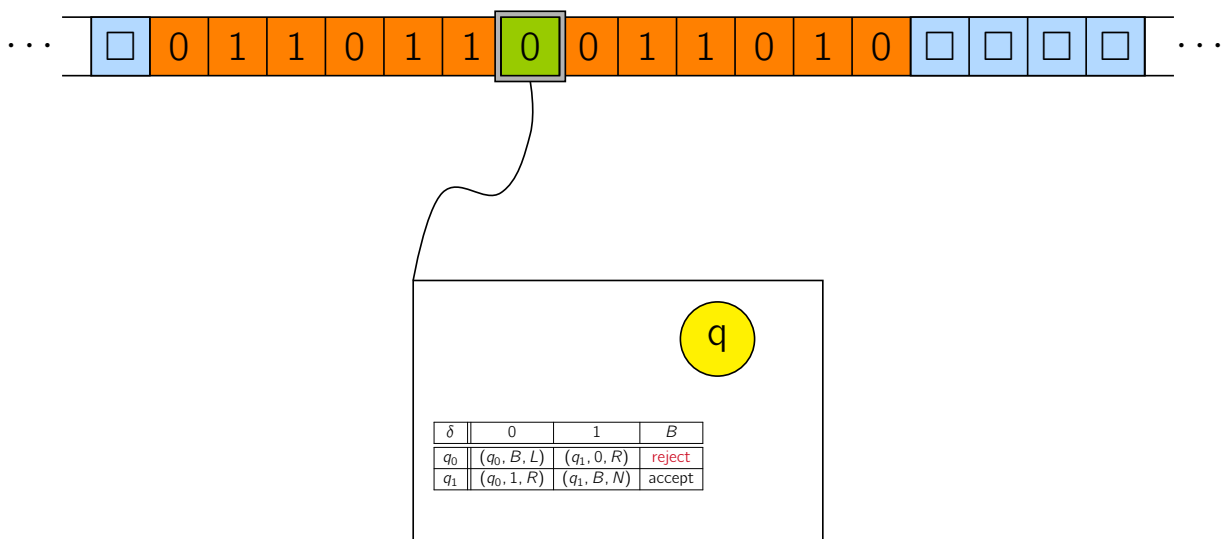 ··· □ 0 1 1 0 1 1 0 0 1 1 0 1 0 □ □ □ □ ···
q
δ 0 1 B
q₀ (q₀, B, L) (q₁, 0, R) reject
q₁ (q₀, 1, R) (q₁, B, N) accept